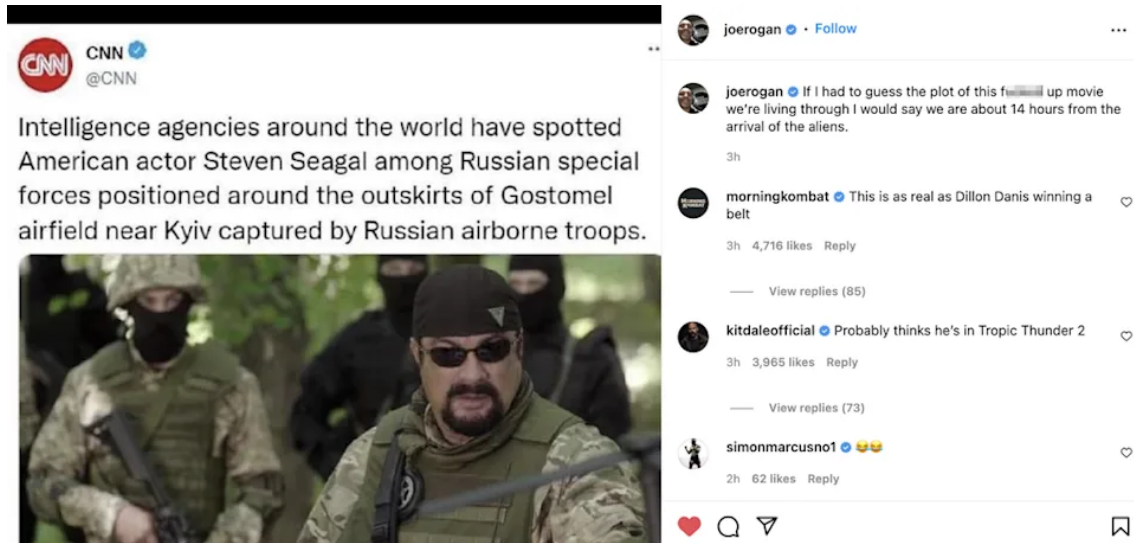 CNN
CNN
@CNN
Intelligence agencies around the world have spotted
American actor Steven Seagal among Russian special
forces positioned around the outskirts of Gostomel
airfield near Kyiv captured by Russian airborne troops.
joerogan • Follow
joerogan If I had to guess the plot of this up movie
we're living through I would say we are about 14 hours from the
arrival of the aliens.
3h
morningkombat This is as real as Dillon Danis winning a
belt
3h 4,716 likes Reply
View replies (85)
kitdaleofficial Probably thinks he's in Tropic Thunder 2
3h 3,965 likes Reply
View replies (73)
simonmarcusno1 😂😂
2h 62 likes Reply